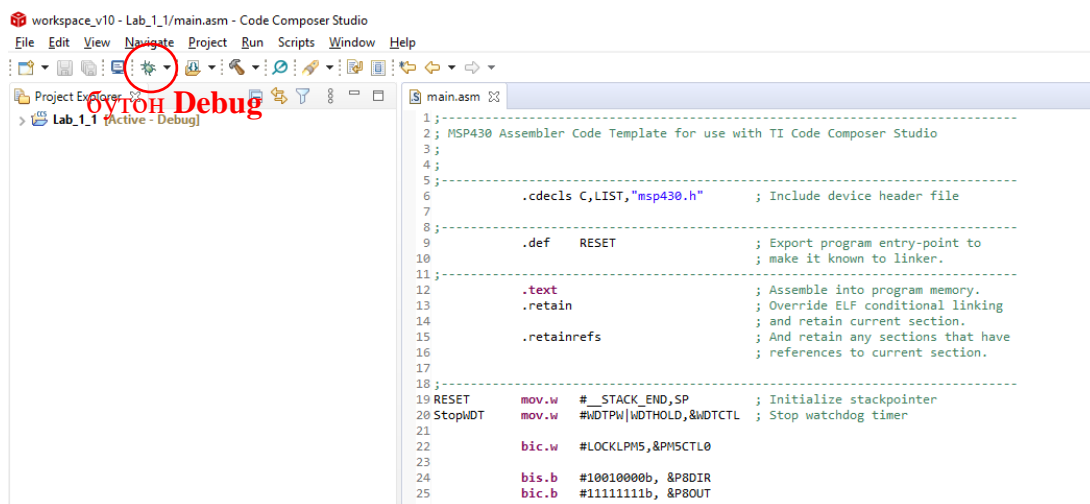 workspace_v10 - Lab_1_1/main.asm - Code Composer Studio
File Edit View Navigate Project Run Scripts Window Help
Project Explorer
main.asm
бутон Debug
Lab_1_1 [Active - Debug]
1 ;--------------------------------------------------------------------------------
2 ; MSP430 Assembler Code Template for use with TI Code Composer Studio
3 ;
4 ;
5 ;--------------------------------------------------------------------------------
6 .cdecls C,LIST,"msp430.h" ; Include device header file
7
8 ;--------------------------------------------------------------------------------
9 .def RESET ; Export program entry-point to
10 ; make it known to linker.
11 ;--------------------------------------------------------------------------------
12 .text ; Assemble into program memory.
13 .retain ; Override ELF conditional linking
14 ; and retain current section.
15 .retainrefs ; And retain any sections that have
16 ; references to current section.
17
18 ;--------------------------------------------------------------------------------
19 RESET mov.w #__STACK_END,SP ; Initialize stackpointer
20 StopWDT mov.w #WDTPW|WDTHOLD,&WDTCTL ; Stop watchdog timer
21
22 bic.w #LOCKLPM5,&PM5CTL0
23
24 bis.b #10010000b, &P8DIR
25 bic.b #11111111b, &P8OUT